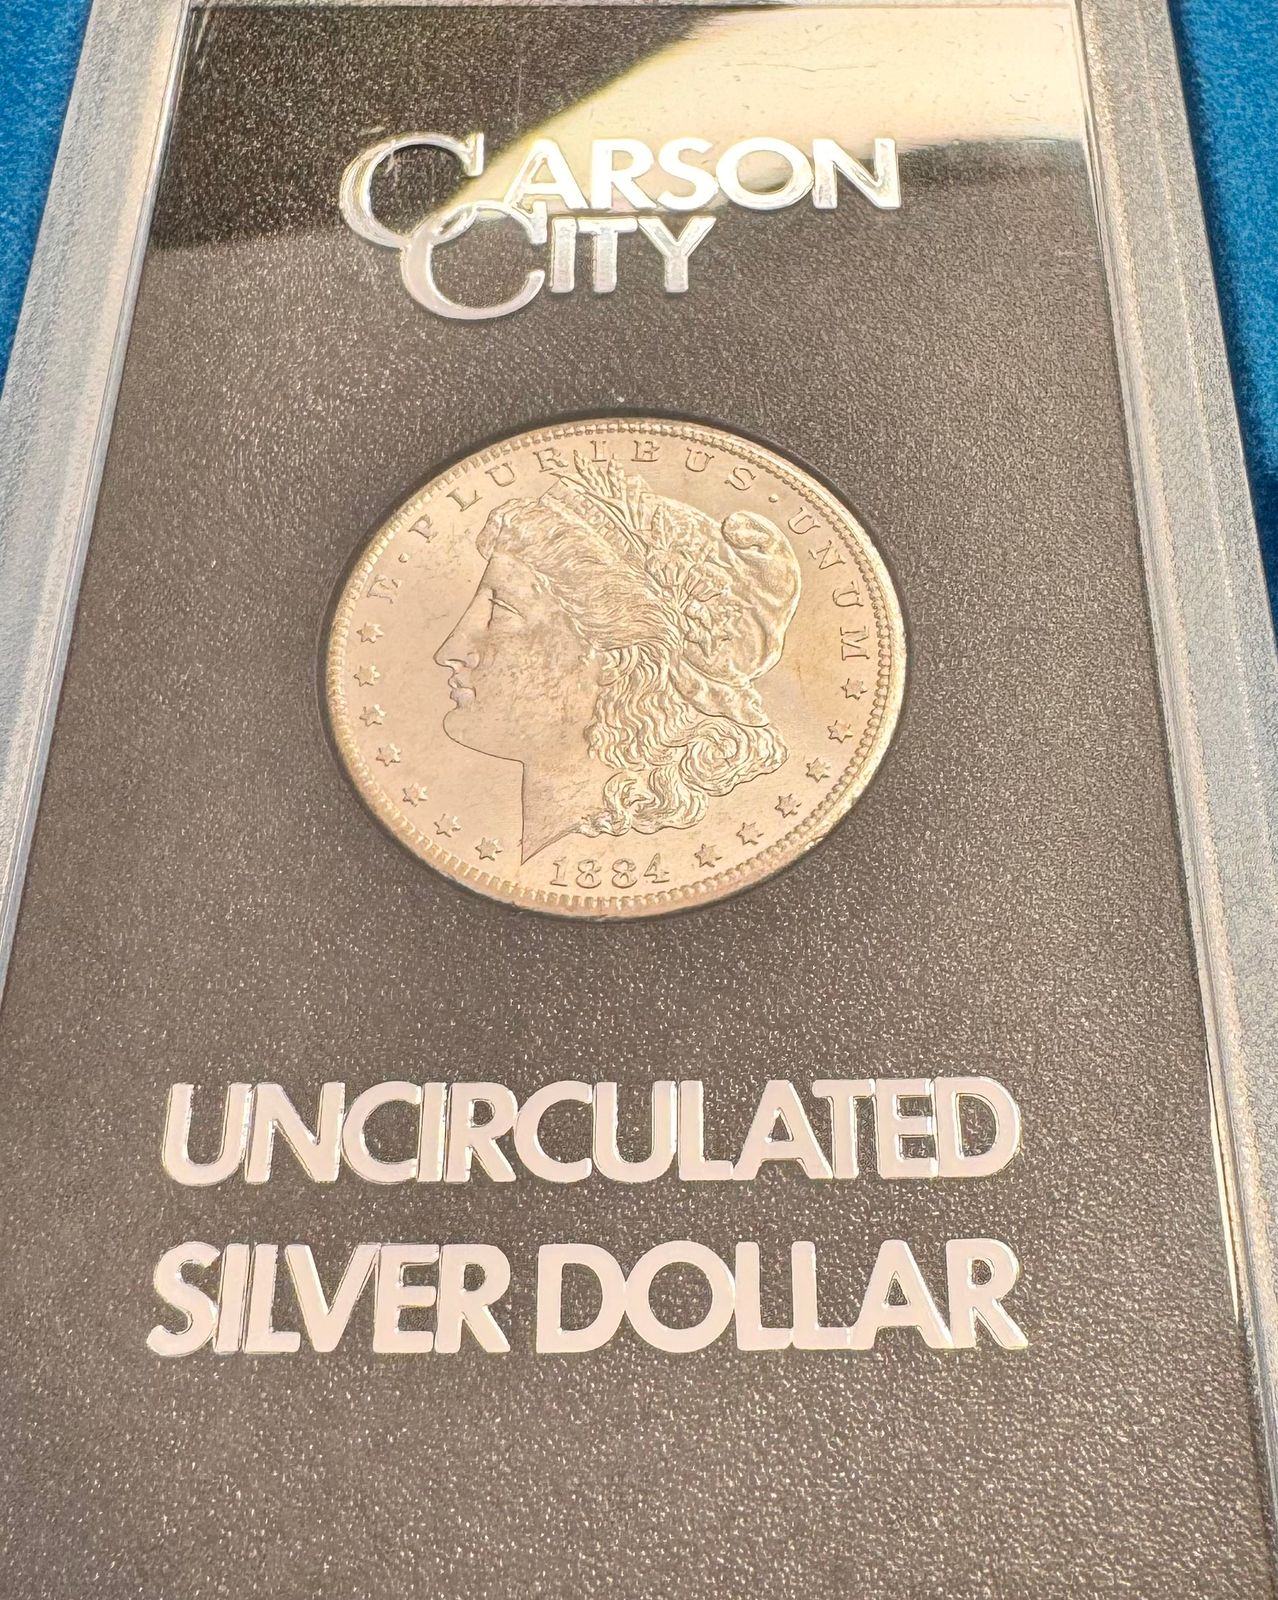 CARSON
CITY
E · PLURIBUS · UNUM
1884
UNCIRCULATED
SILVER DOLLAR